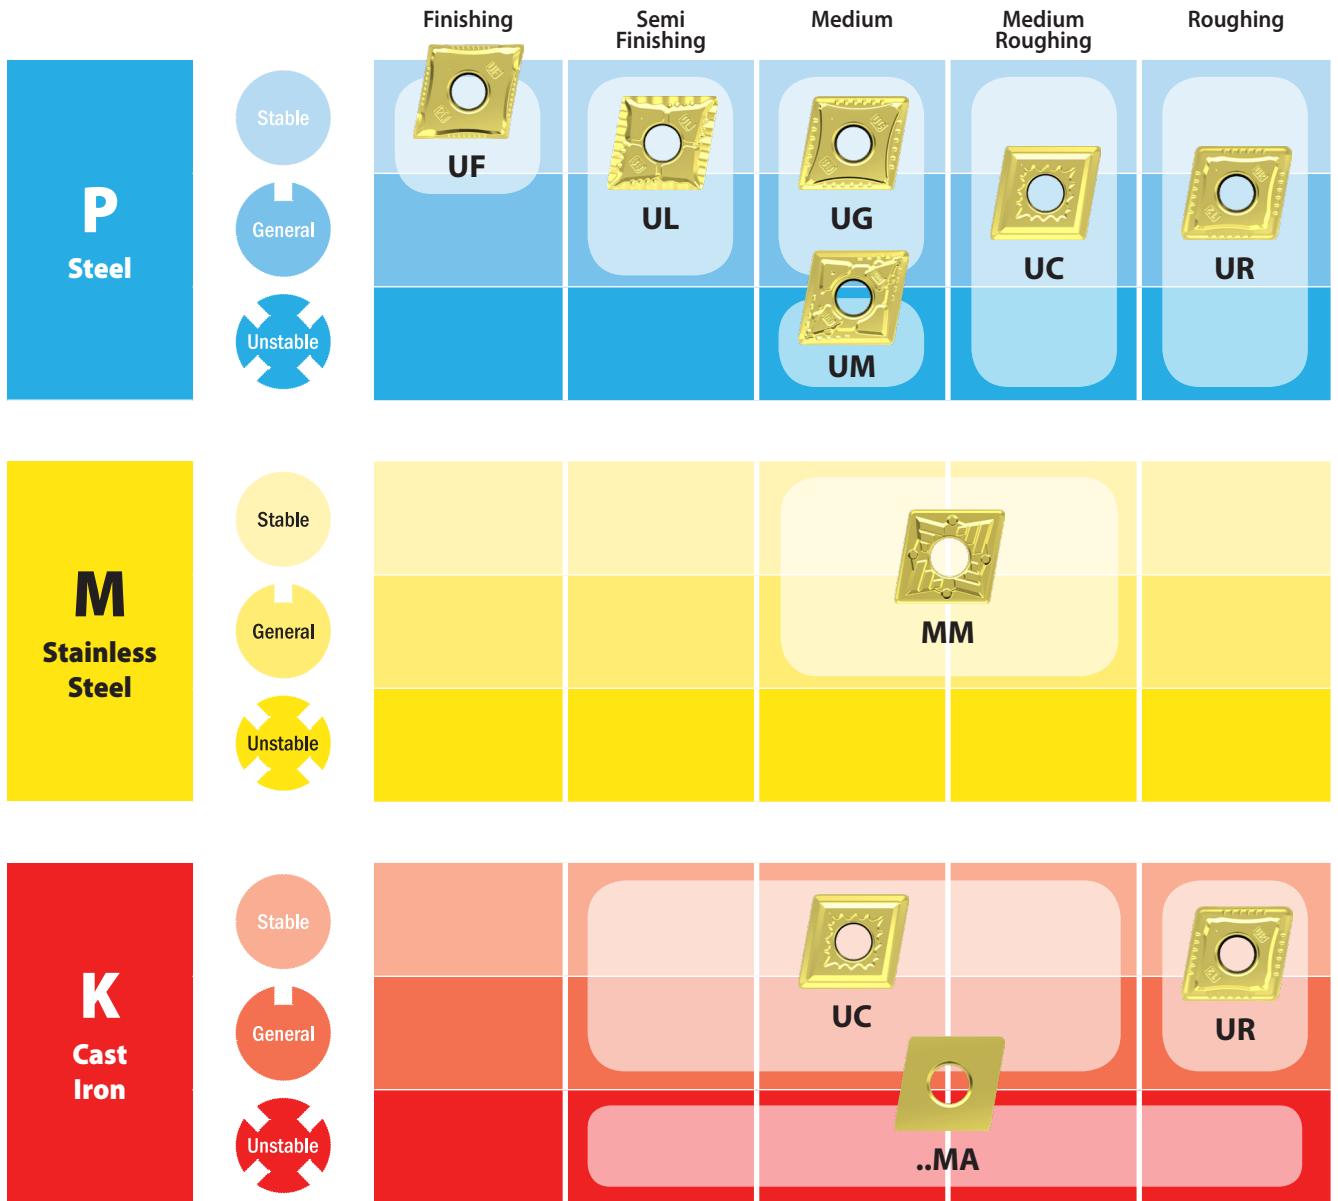 Finishing
Semi
Finishing
Medium
Medium
Roughing
Roughing
P
Steel
Stable
General
Unstable
UF
UL
UG
UM
UC
UR
M
Stainless
Steel
Stable
General
Unstable
MM
K
Cast
Iron
Stable
General
Unstable
UC
UR
..MA